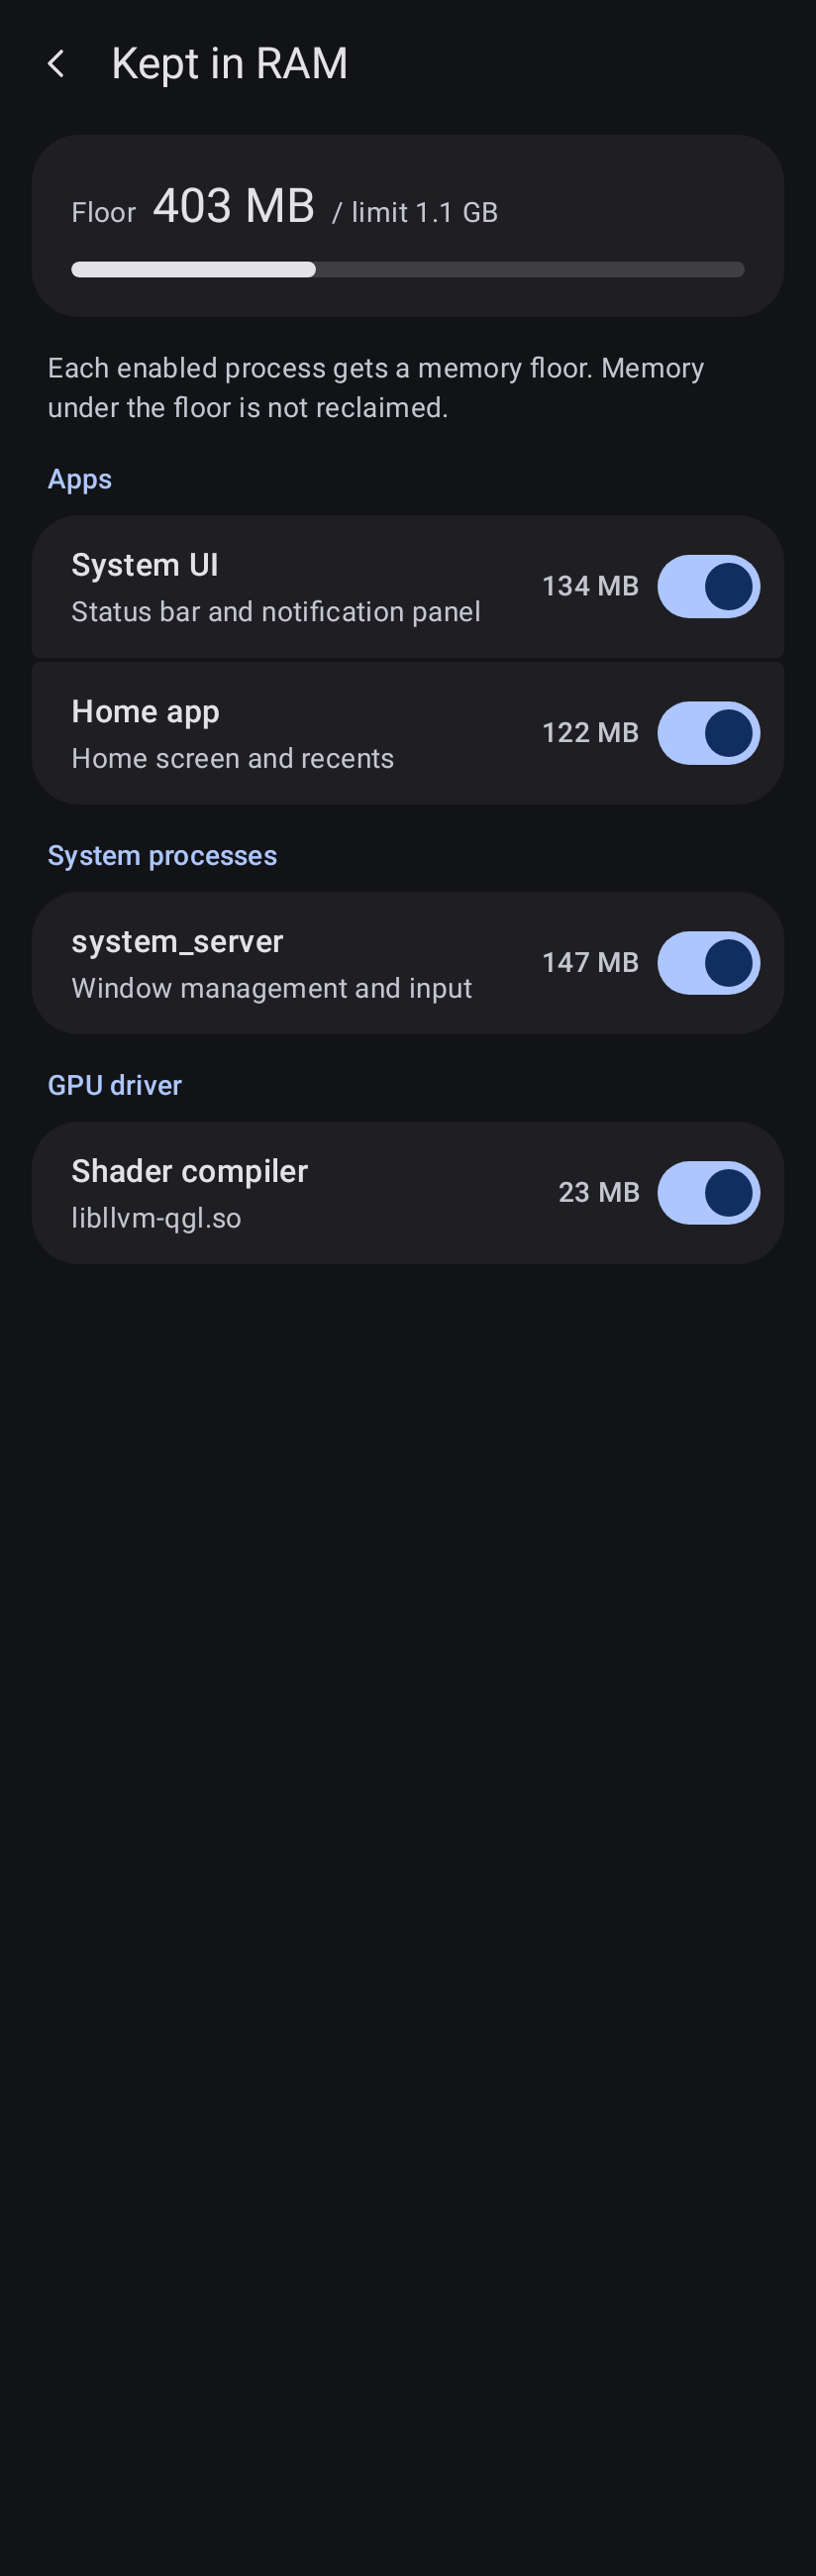 Kept in RAM
Floor 403 MB / limit 1.1 GB
Each enabled process gets a memory floor. Memory
under the floor is not reclaimed.
Apps
System UI
Status bar and notification panel
134 MB
Home app
Home screen and recents
122 MB
System processes
system_server
Window management and input
147 MB
GPU driver
Shader compiler
libllvm-qgl.so
23 MB